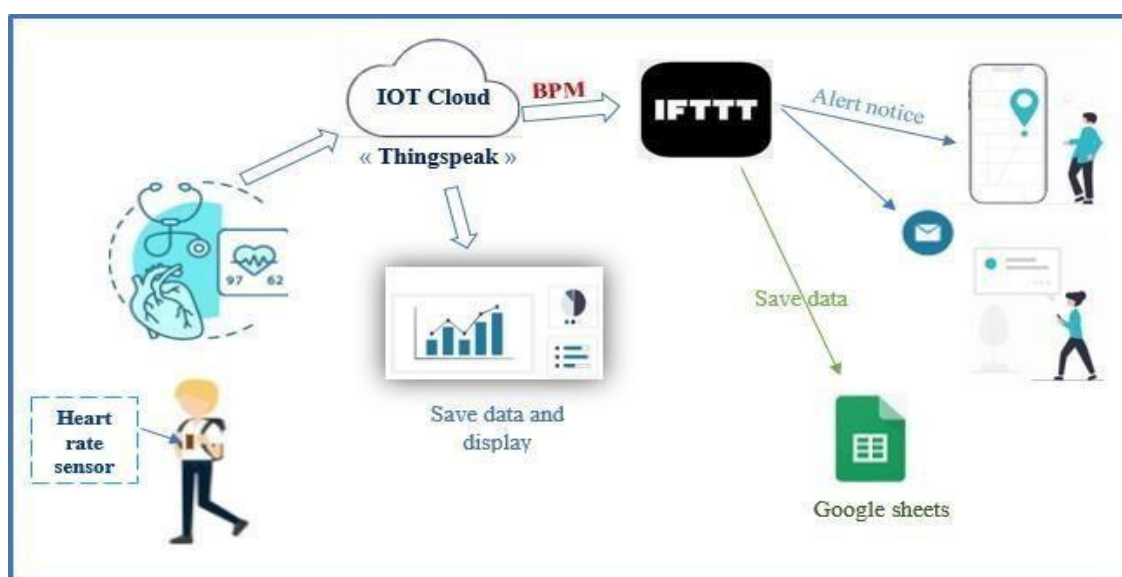 IOT Cloud
« Thingspeak »
BPM
IFTTT
Alert notice
97 62
Save data and
display
Save data
Heart
rate
sensor
Google sheets